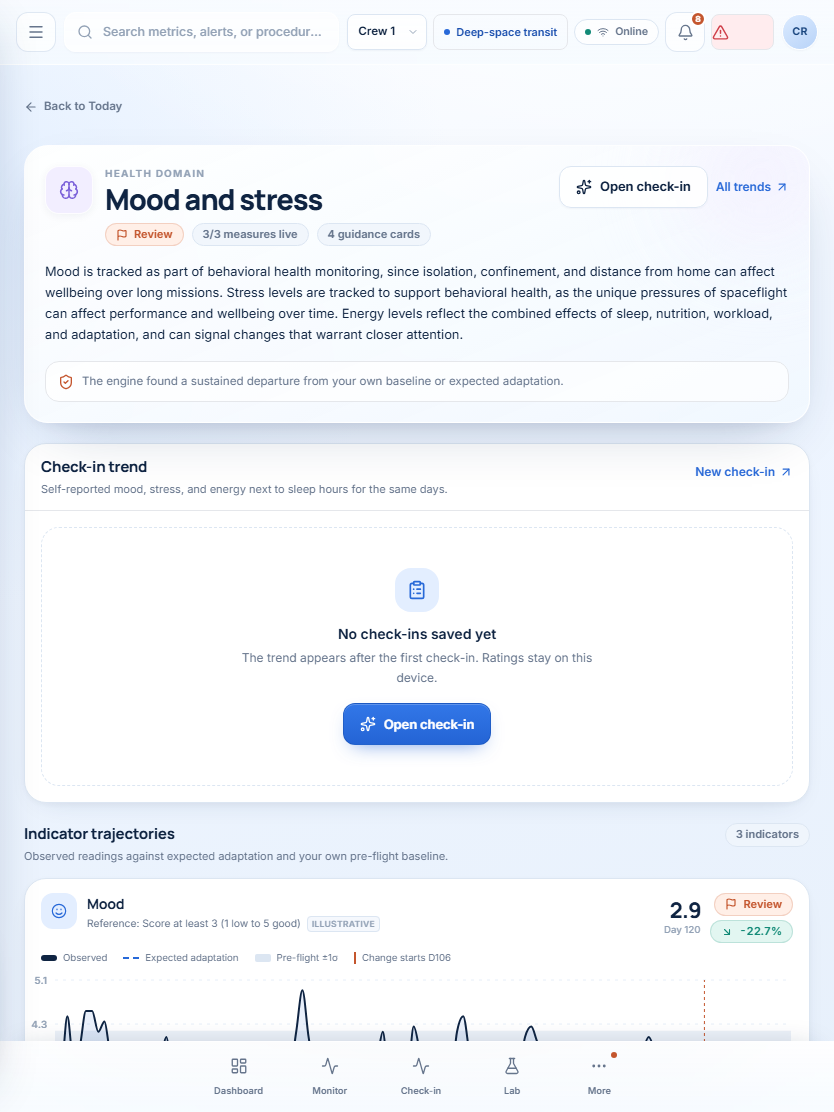 Search metrics, alerts, or procedur...
Crew 1
Deep-space transit
Online
8
CR
Back to Today
HEALTH DOMAIN
Mood and stress
Open check-in
All trends
Review
3/3 measures live
4 guidance cards
Mood is tracked as part of behavioral health monitoring, since isolation, confinement, and distance from home can affect
wellbeing over long missions. Stress levels are tracked to support behavioral health, as the unique pressures of spaceflight
can affect performance and wellbeing over time. Energy levels reflect the combined effects of sleep, nutrition, workload,
and adaptation, and can signal changes that warrant closer attention.
The engine found a sustained departure from your own baseline or expected adaptation.
Check-in trend
New check-in
Self-reported mood, stress, and energy next to sleep hours for the same days.
No check-ins saved yet
The trend appears after the first check-in. Ratings stay on this
device.
Open check-in
Indicator trajectories
3 indicators
Observed readings against expected adaptation and your own pre-flight baseline.
Mood
Reference: Score at least 3 (1 low to 5 good)
ILLUSTRATIVE
2.9
Day 120
Review
-22.7%
Observed
Expected adaptation
Pre-flight ±1σ
Change starts D106
5.1
4.3
Dashboard
Monitor
Check-in
Lab
More